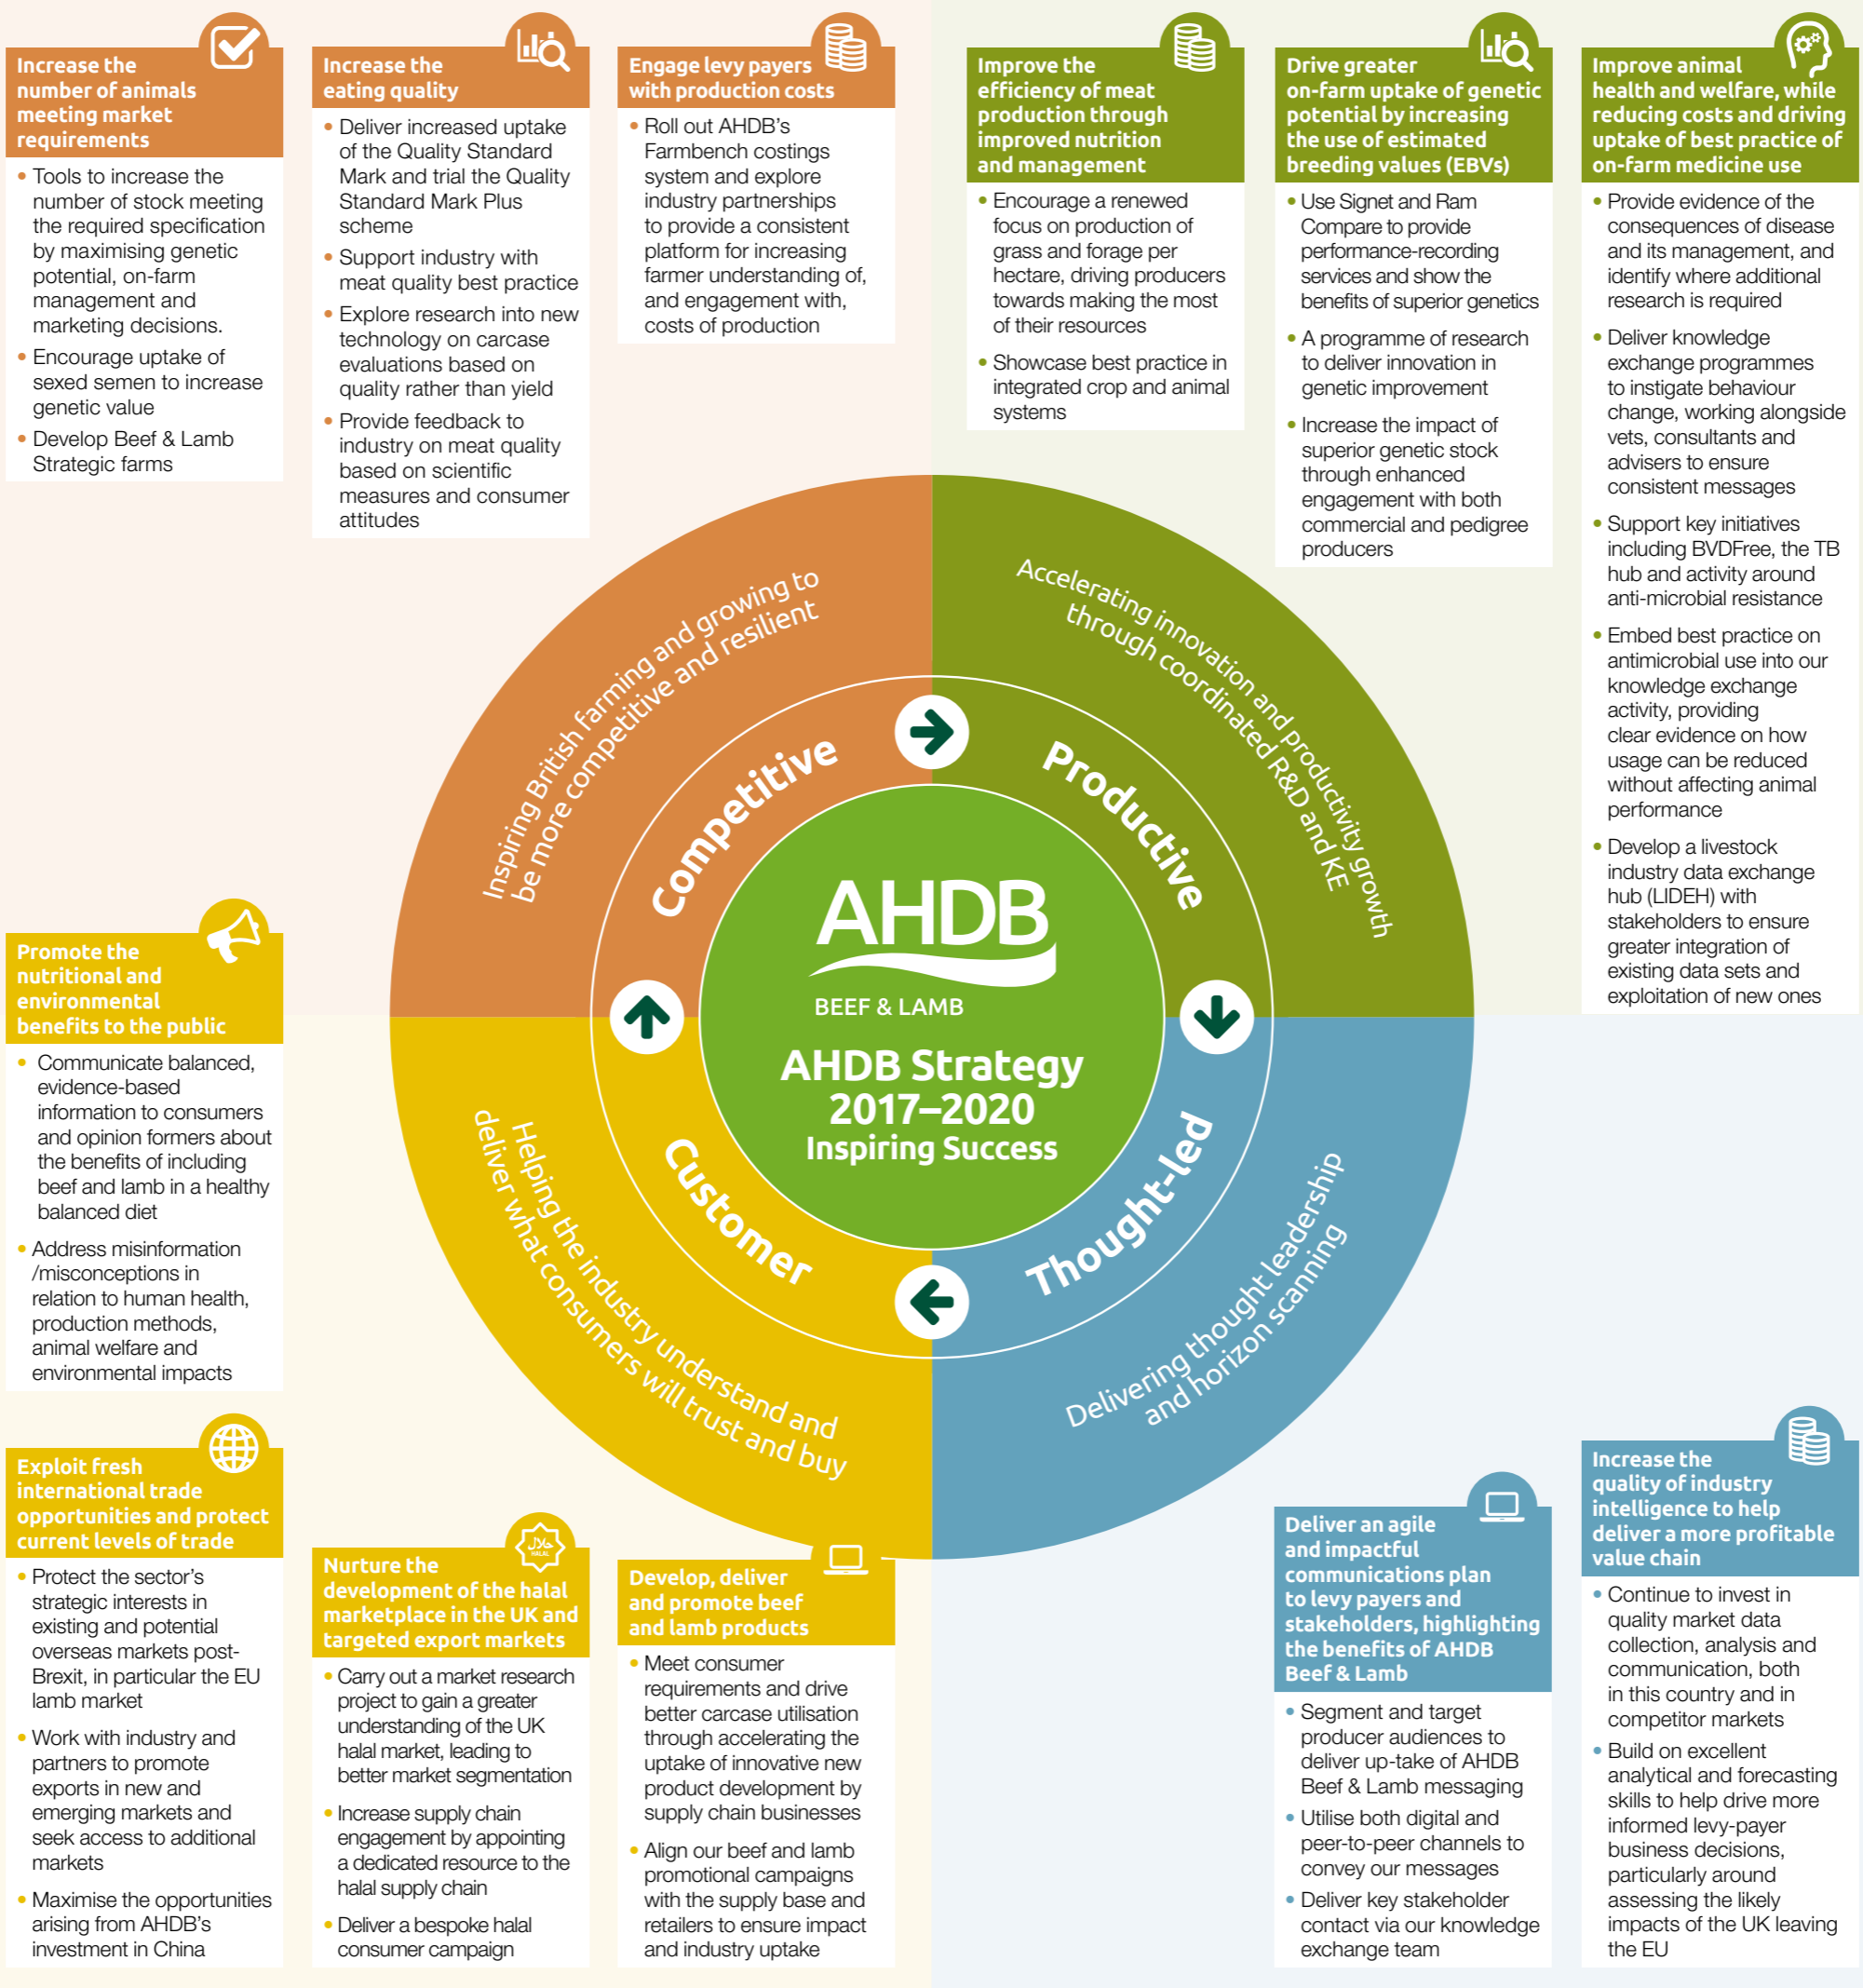 Increase the
number of animals
meeting market
requirements
• Tools to increase the
number of stock meeting
the required specification
by maximising genetic
potential, on-farm
management and
marketing decisions.
• Encourage uptake of
sexed semen to increase
genetic value
• Develop Beef & Lamb
Strategic farms
Increase the
eating quality
• Deliver increased uptake
of the Quality Standard
Mark and trial the Quality
Standard Mark Plus
scheme
• Support industry with
meat quality best practice
• Explore research into new
technology on carcase
evaluations based on
quality rather than yield
• Provide feedback to
industry on meat quality
based on scientific
measures and consumer
attitudes
Engage levy payers
with production costs
• Roll out AHDB's
Farmbench costings
system and explore
industry partnerships
to provide a consistent
platform for increasing
farmer understanding of,
and engagement with,
costs of production
Improve the
efficiency of meat
production through
improved nutrition
and management
• Encourage a renewed
focus on production of
grass and forage per
hectare, driving producers
towards making the most
of their resources
• Showcase best practice in
integrated crop and animal
systems
Drive greater
on-farm uptake of genetic
potential by increasing
the use of estimated
breeding values (EBVs)
• Use Signet and Ram
Compare to provide
performance-recording
services and show the
benefits of superior genetics
• A programme of research
to deliver innovation in
genetic improvement
• Increase the impact of
superior genetic stock
through enhanced
engagement with both
commercial and pedigree
producers
Improve animal
health and welfare, while
reducing costs and driving
uptake of best practice of
on-farm medicine use
• Provide evidence of the
consequences of disease
and its management, and
identify where additional
research is required
• Deliver knowledge
exchange programmes
to instigate behaviour
change, working alongside
vets, consultants and
advisers to ensure
consistent messages
• Support key initiatives
including BVDFree, the TB
hub and activity around
anti-microbial resistance
• Embed best practice on
antimicrobial use into our
knowledge exchange
activity, providing
clear evidence on how
usage can be reduced
without affecting animal
performance
• Develop a livestock
industry data exchange
hub (LIDEH) with
stakeholders to ensure
greater integration of
existing data sets and
exploitation of new ones
Inspiring British farming and growing to
be more competitive and resilient
Competitive
Accelerating innovation and productivity growth
through coordinated R&D and KE
Productive
AHDB
BEEF & LAMB
AHDB Strategy
2017–2020
Inspiring Success
Customer
Helping the industry understand and
deliver what consumers will trust and buy
Thought-led
Delivering thought leadership
and horizon scanning
Promote the
nutritional and
environmental
benefits to the public
• Communicate balanced,
evidence-based
information to consumers
and opinion formers about
the benefits of including
beef and lamb in a healthy
balanced diet
• Address misinformation
/misconceptions in
relation to human health,
production methods,
animal welfare and
environmental impacts
Exploit fresh
international trade
opportunities and protect
current levels of trade
• Protect the sector's
strategic interests in
existing and potential
overseas markets post-
Brexit, in particular the EU
lamb market
• Work with industry and
partners to promote
exports in new and
emerging markets and
seek access to additional
markets
• Maximise the opportunities
arising from AHDB's
investment in China
حلال
HALAL
Nurture the
development of the halal
marketplace in the UK and
targeted export markets
• Carry out a market research
project to gain a greater
understanding of the UK
halal market, leading to
better market segmentation
• Increase supply chain
engagement by appointing
a dedicated resource to the
halal supply chain
• Deliver a bespoke halal
consumer campaign
Develop, deliver
and promote beef
and lamb products
• Meet consumer
requirements and drive
better carcase utilisation
through accelerating the
uptake of innovative new
product development by
supply chain businesses
• Align our beef and lamb
promotional campaigns
with the supply base and
retailers to ensure impact
and industry uptake
Deliver an agile
and impactful
communications plan
to levy payers and
stakeholders, highlighting
the benefits of AHDB
Beef & Lamb
• Segment and target
producer audiences to
deliver up-take of AHDB
Beef & Lamb messaging
• Utilise both digital and
peer-to-peer channels to
convey our messages
• Deliver key stakeholder
contact via our knowledge
exchange team
Increase the
quality of industry
intelligence to help
deliver a more profitable
value chain
• Continue to invest in
quality market data
collection, analysis and
communication, both
in this country and in
competitor markets
• Build on excellent
analytical and forecasting
skills to help drive more
informed levy-payer
business decisions,
particularly around
assessing the likely
impacts of the UK leaving
the EU